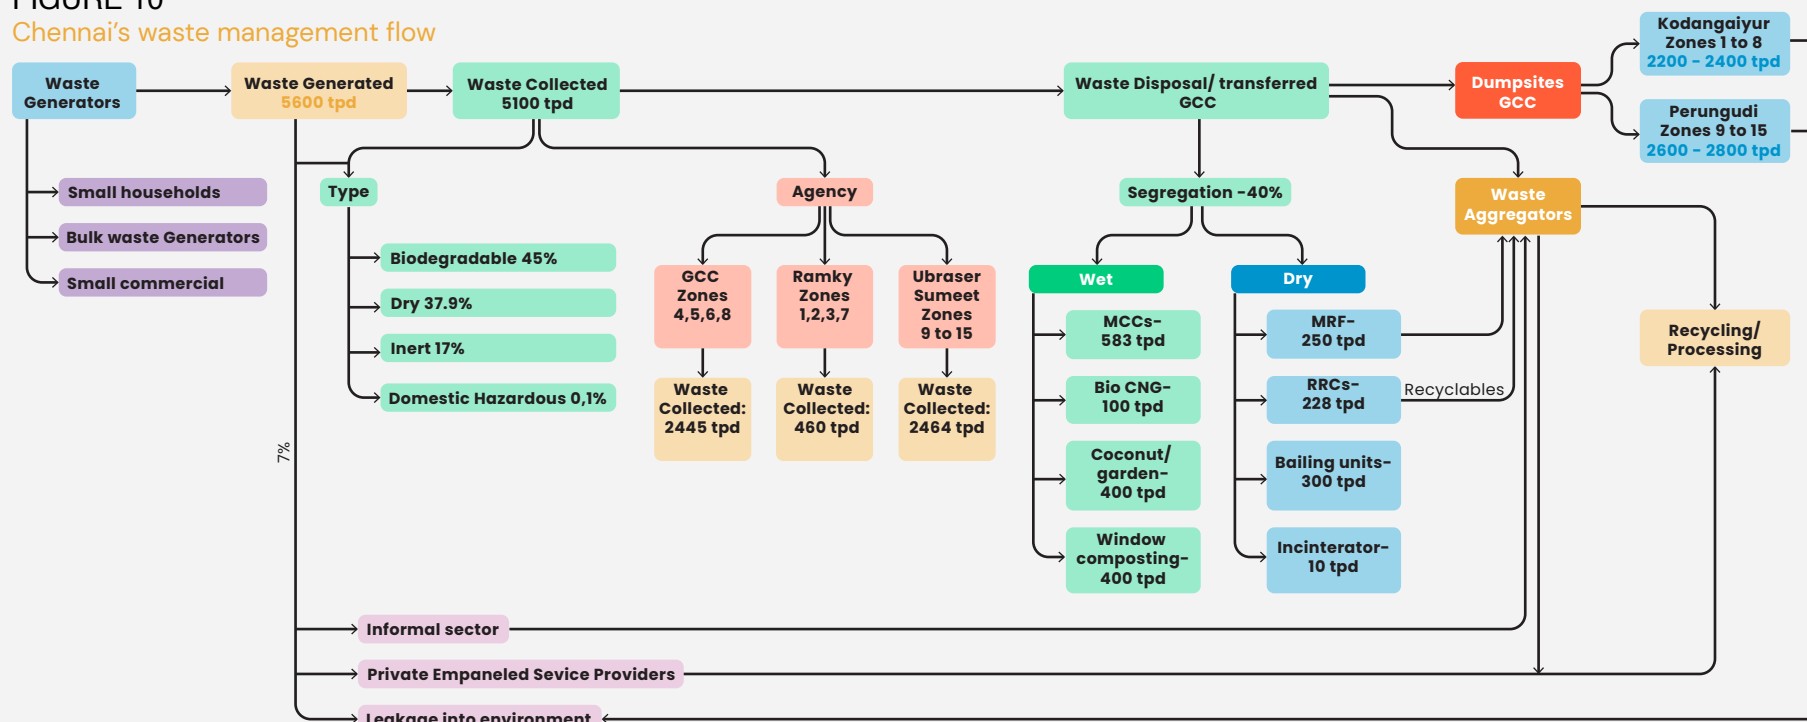 FIGURE 10
Chennai's waste management flow
Waste
Generators
Waste Generated
5600 tpd
Waste Collected
5100 tpd
Waste Disposal/ transferred
GCC
Dumpsites
GCC
Kodangaiyur
Zones 1 to 8
2200 - 2400 tpd
Perungudi
Zones 9 to 15
2600 - 2800 tpd
Small households
Bulk waste Generators
Small commercial
Type
Biodegradable 45%
Dry 37.9%
Inert 17%
Domestic Hazardous 0,1%
Agency
GCC
Zones
4,5,6,8
Ramky
Zones
1,2,3,7
Ubraser
Sumeet
Zones
9 to 15
Waste
Collected:
2445 tpd
Waste
Collected:
460 tpd
Waste
Collected:
2464 tpd
Segregation -40%
Wet
MCCs-
583 tpd
Bio CNG-
100 tpd
Coconut/
garden-
400 tpd
Window
composting-
400 tpd
Dry
MRF-
250 tpd
RRCs-
228 tpd
Recyclables
Bailing units-
300 tpd
Incinterator-
10 tpd
Waste
Aggregators
Recycling/
Processing
7%
Informal sector
Private Empaneled Sevice Providers
Leakage into environment